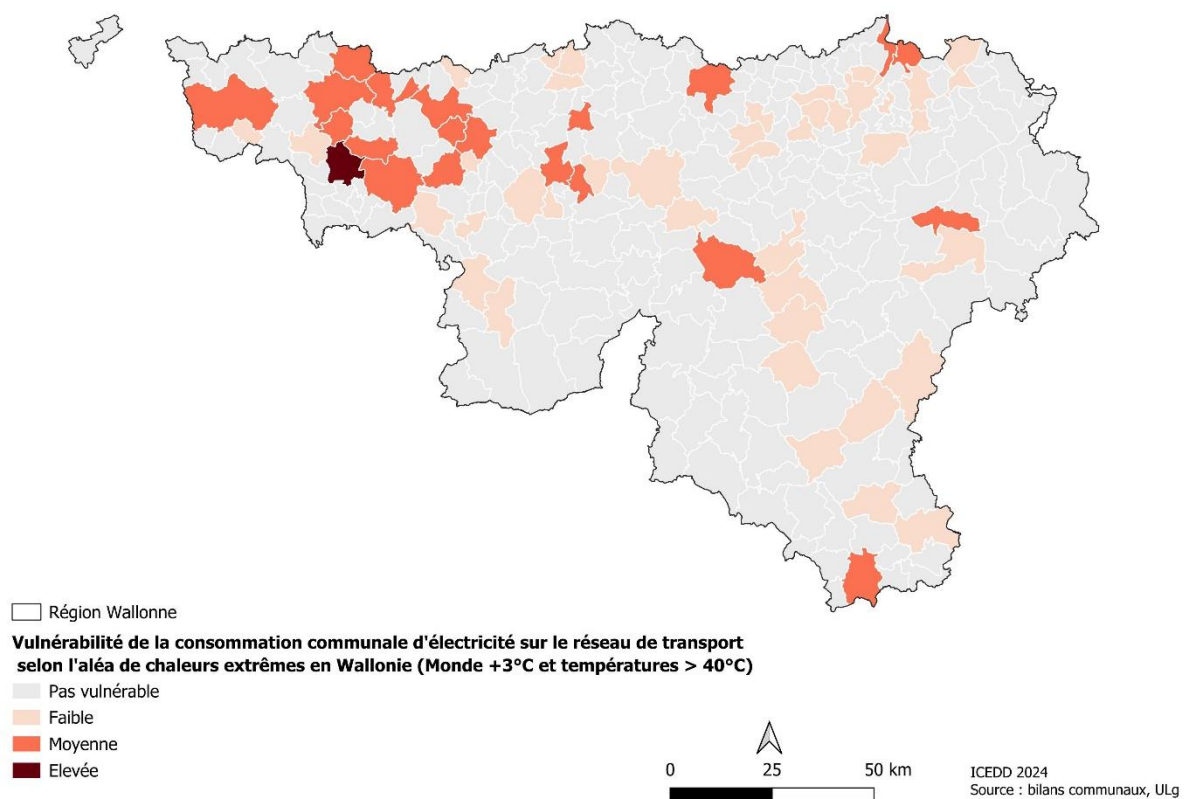 Région Wallonne
Vulnérabilité de la consommation communale d'électricité sur le réseau de transport
selon l'aléa de chaleurs extrêmes en Wallonie (Monde +3°C et températures > 40°C)
Pas vulnérable
Faible
Moyenne
Elevée
0 25 50 km
ICEDD 2024
Source : bilans communaux, ULg